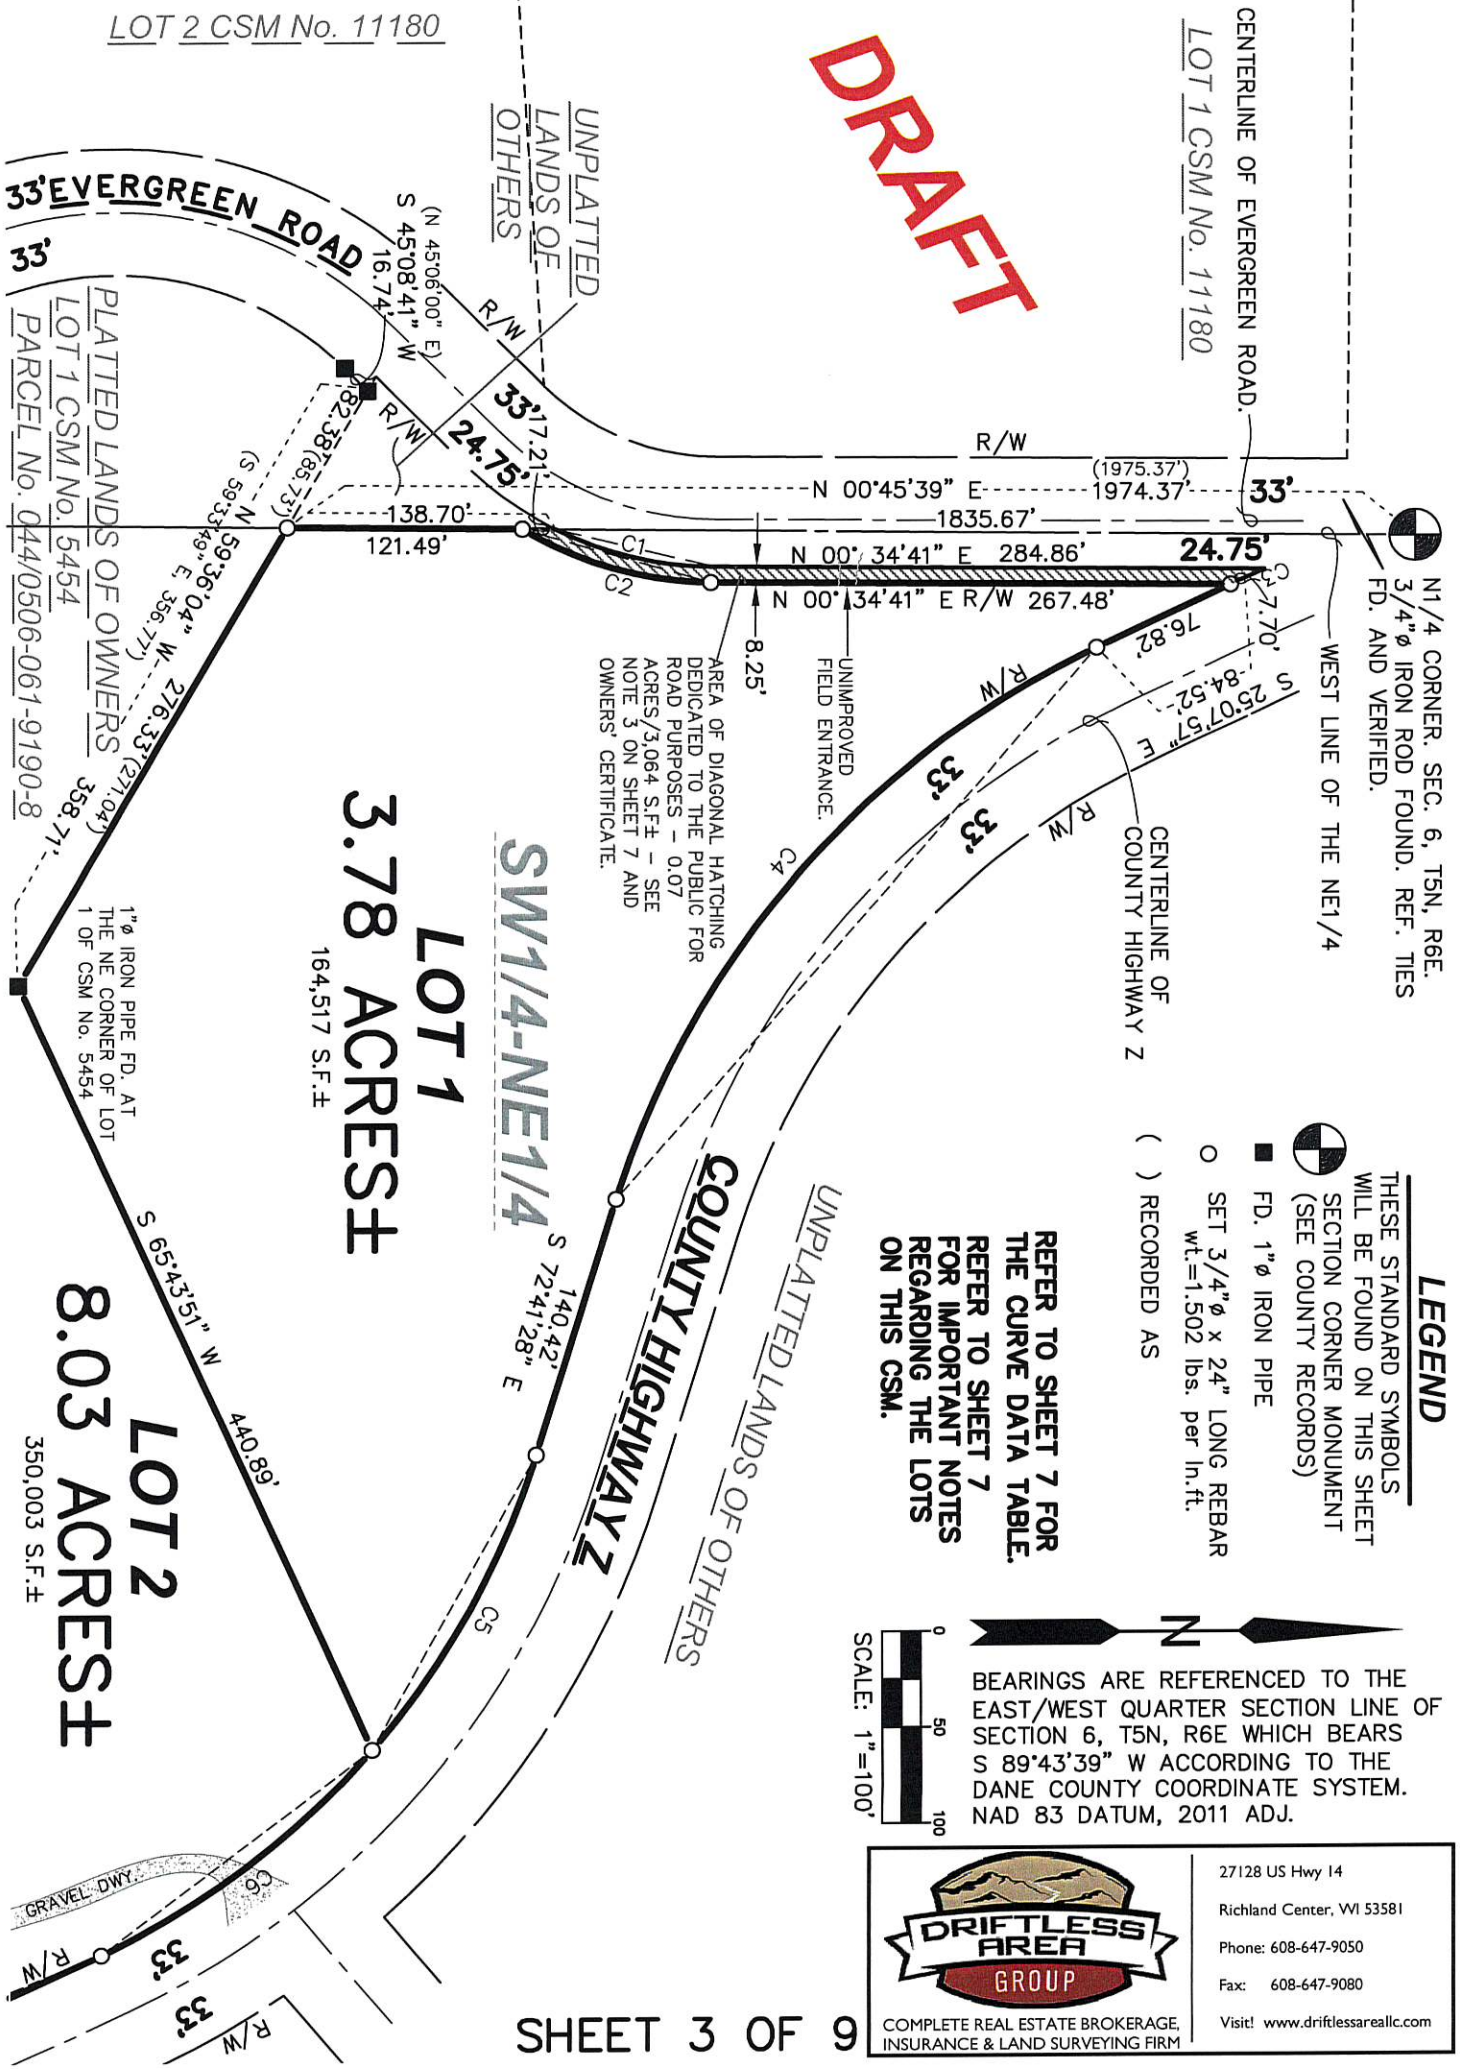 LOT 2 CSM No. 11180
DRAFT
CENTERLINE OF EVERGREEN ROAD.
LOT 1 CSM No. 11180
UNPLATTED
LANDS OF
OTHERS
33' EVERGREEN ROAD
33'
(N 45°06'00" E)
S 45°08'41" W
16.74'
R/W
R/W
33'
17.21'
24.75'
R/W
(1975.37')
N 00°45'39" E
1974.37'
33'
1835.67'
138.70'
121.49'
C1
C2
N 00°34'41" E 284.86'
24.75'
N 00°34'41" E R/W 267.48'
C3
7.70'
76.82'
84.52'
S 25°07'57" E
R/W
R/W
N1/4 CORNER. SEC. 6, T5N, R6E.
3/4"ø IRON ROD FOUND. REF. TIES
FD. AND VERIFIED.
WEST LINE OF THE NE1/4
CENTERLINE OF
COUNTY HIGHWAY Z
8.25'
UNIMPROVED
FIELD ENTRANCE.
AREA OF DIAGONAL HATCHING
DEDICATED TO THE PUBLIC FOR
ROAD PURPOSES - 0.07
ACRES/3,064 S.F± - SEE
NOTE 3 ON SHEET 7 AND
OWNERS' CERTIFICATE.
33'
33'
C4
PLATTED LANDS OF OWNERS
LOT 1 CSM No. 5454
PARCEL No. 044/0506-061-9190-8
82.38'(85.73')
N 59°36'04" W 276.33'(271.04')
(S 59°33'49" E, 356.77')
358.71'
1"ø IRON PIPE FD. AT
THE NE CORNER OF LOT
1 OF CSM No. 5454
SW1/4-NE1/4
LOT 1
3.78 ACRES±
164,517 S.F.±
S 65°43'51" W
440.89'
LOT 2
8.03 ACRES±
350,003 S.F.±
140.42'
S 72°41'28" E
COUNTY HIGHWAY Z
UNPLATTED LANDS OF OTHERS
C5
C6
GRAVEL DWY.
R/W
33'
33'
R/W
LEGEND
THESE STANDARD SYMBOLS
WILL BE FOUND ON THIS SHEET
SECTION CORNER MONUMENT
(SEE COUNTY RECORDS)
FD. 1"ø IRON PIPE
SET 3/4"ø x 24" LONG REBAR
wt.=1.502 lbs. per ln.ft.
( ) RECORDED AS
REFER TO SHEET 7 FOR
THE CURVE DATA TABLE.
REFER TO SHEET 7
FOR IMPORTANT NOTES
REGARDING THE LOTS
ON THIS CSM.
N
BEARINGS ARE REFERENCED TO THE
EAST/WEST QUARTER SECTION LINE OF
SECTION 6, T5N, R6E WHICH BEARS
S 89°43'39" W ACCORDING TO THE
DANE COUNTY COORDINATE SYSTEM.
NAD 83 DATUM, 2011 ADJ.
0 50 100
SCALE: 1"=100'
DRIFTLESS
AREA
GROUP
COMPLETE REAL ESTATE BROKERAGE,
INSURANCE & LAND SURVEYING FIRM
27128 US Hwy 14
Richland Center, WI 53581
Phone: 608-647-9050
Fax: 608-647-9080
Visit! www.driftlessareallc.com
SHEET 3 OF 9